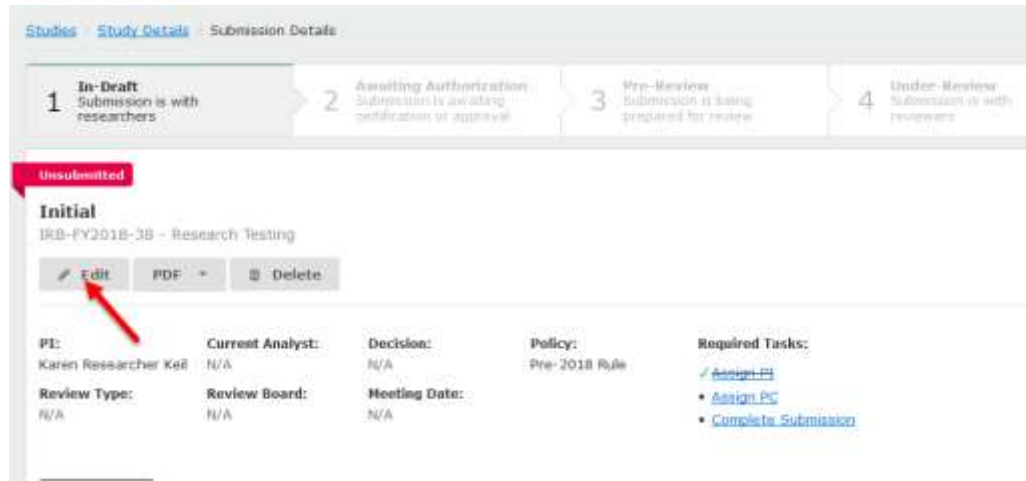 Studies / Study Details / Submission Details
1 In-Draft
Submission is with
researchers
2 Awaiting Authorization
Submission is awaiting
certification or approval
3 Pre-Review
Submission is being
prepared for review
4 Under-Review
Submission is with
reviewers
Unsubmitted
Initial
IRB-FY2018-38 - Research Testing
Edit PDF Delete
PI: Current Analyst: Decision: Policy: Required Tasks:
Karen Researcher Keil N/A N/A Pre-2018 Rule
✓ Assign PI
Review Type: Review Board: Meeting Date:
• Assign PC
N/A N/A N/A
• Complete Submission